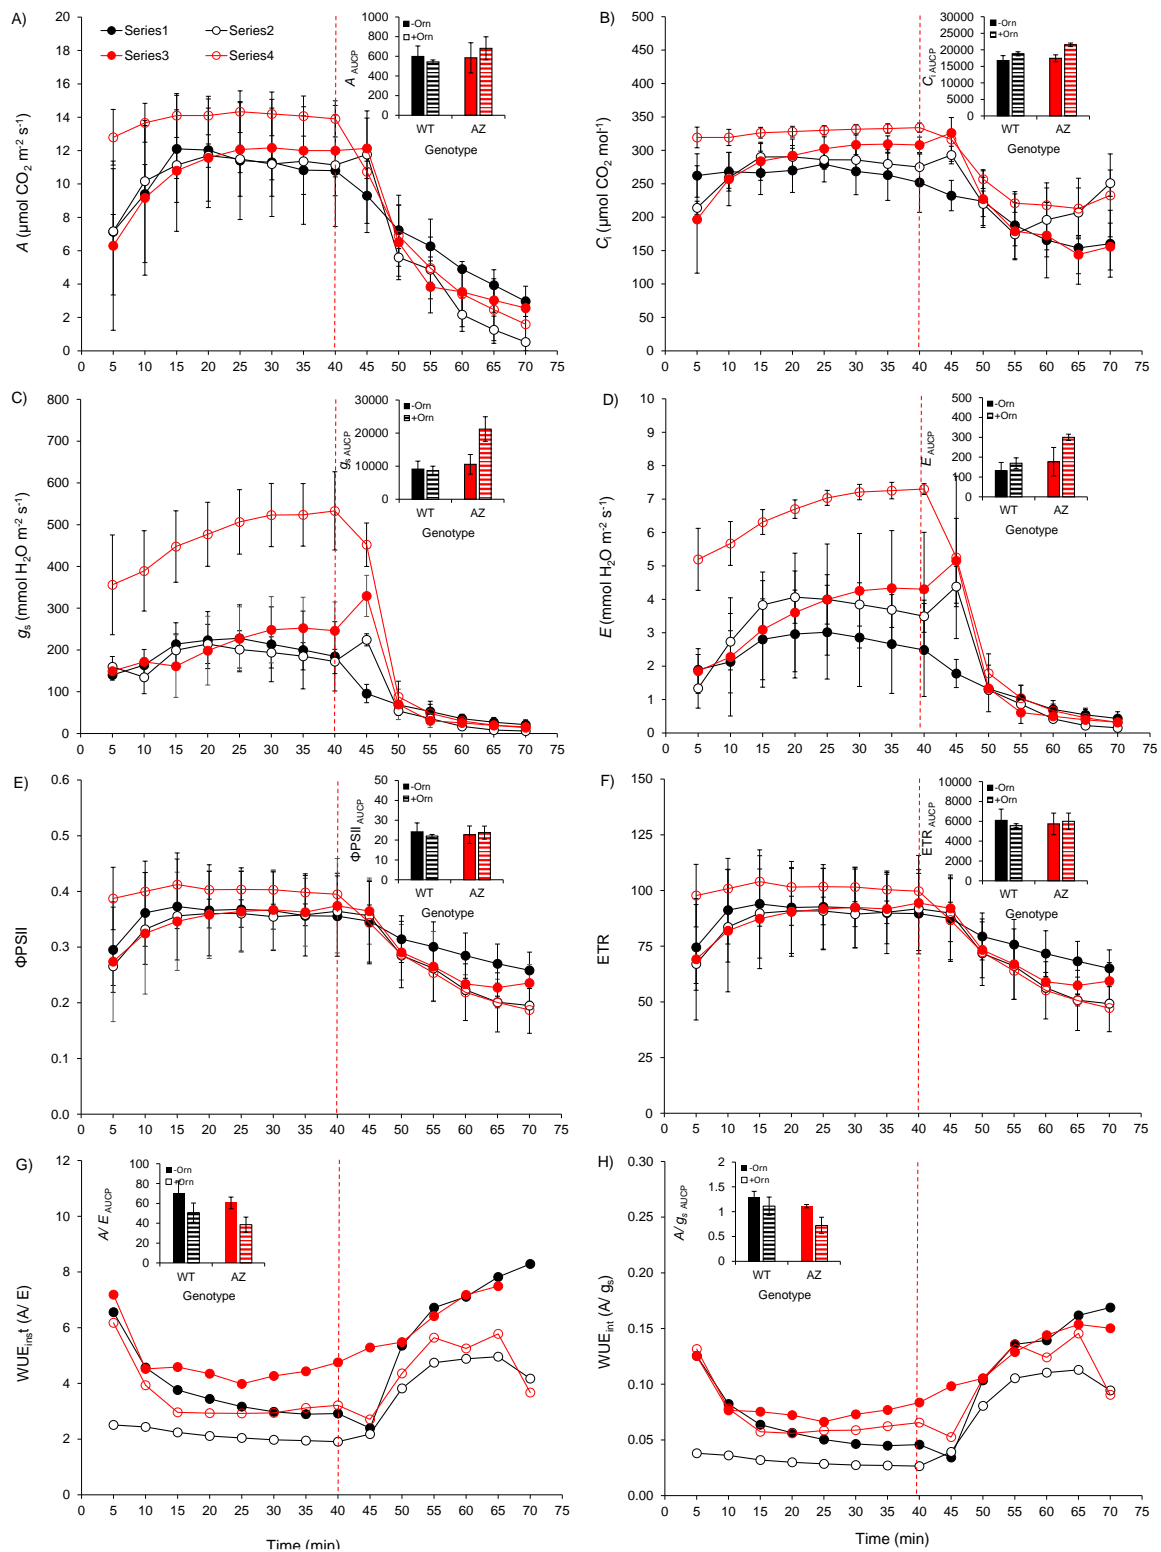 A)
Series1
Series2
Series3
Series4
A (µmol CO2 m-2 s-1)
20
18
16
14
12
10
8
6
4
2
0
0 5 10 15 20 25 30 35 40 45 50 55 60 65 70 75
A AUCP
1000
800
600
400
200
0
-Orn
+Orn
WT AZ
Genotype
B)
Ci (µmol CO2 mol-1)
500
450
400
350
300
250
200
150
100
50
0
0 5 10 15 20 25 30 35 40 45 50 55 60 65 70 75
Ci AUCP
30000
25000
20000
15000
10000
5000
0
-Orn
+Orn
WT AZ
Genotype
C)
gs (mmol H2O m-2 s-1)
800
700
600
500
400
300
200
100
0
0 5 10 15 20 25 30 35 40 45 50 55 60 65 70 75
gs AUCP
30000
20000
10000
0
-Orn
+Orn
WT AZ
Genotype
D)
E (mmol H2O m-2 s-1)
10
9
8
7
6
5
4
3
2
1
0
0 5 10 15 20 25 30 35 40 45 50 55 60 65 70 75
E AUCP
500
400
300
200
100
0
-Orn
+Orn
WT AZ
Genotype
E)
ΦPSII
0.6
0.5
0.4
0.3
0.2
0.1
0.0
0 5 10 15 20 25 30 35 40 45 50 55 60 65 70 75
ΦPSII AUCP
50
40
30
20
10
0
-Orn
+Orn
WT AZ
Genotype
F)
ETR
150
125
100
75
50
25
0
0 5 10 15 20 25 30 35 40 45 50 55 60 65 70 75
ETR AUCP
10000
8000
6000
4000
2000
0
-Orn
+Orn
WT AZ
Genotype
G)
WUEinst (A/ E)
12
10
8
6
4
2
0
0 5 10 15 20 25 30 35 40 45 50 55 60 65 70 75
Time (min)
A/ E AUCP
100
80
60
40
20
0
-Orn
+Orn
WT AZ
Genotype
H)
WUEint (A/ gs)
0.30
0.25
0.20
0.15
0.10
0.05
0.00
0 5 10 15 20 25 30 35 40 45 50 55 60 65 70 75
Time (min)
A/ gs AUCP
2
1.5
1
0.5
0
-Orn
+Orn
WT AZ
Genotype